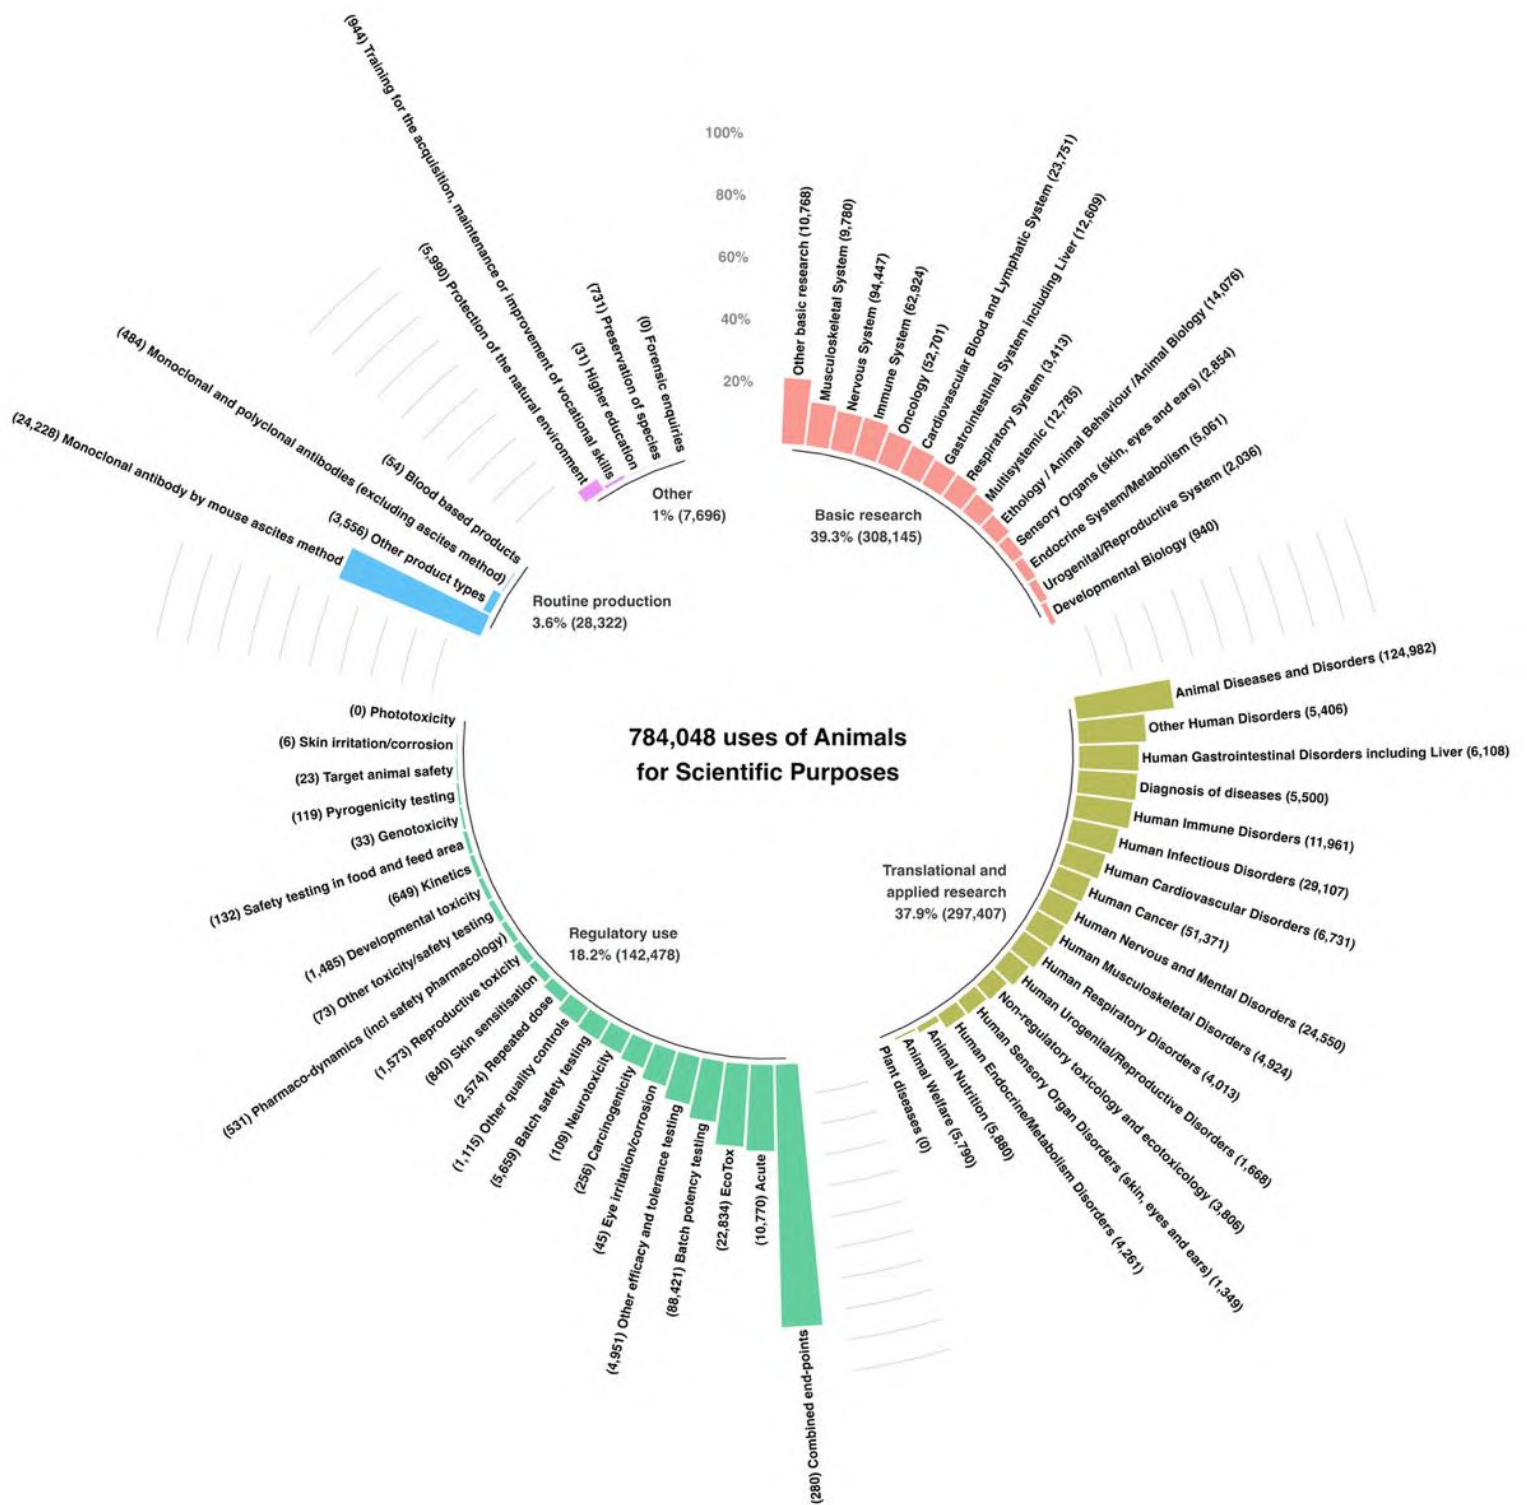 100%
80%
60%
40%
20%
Other basic research (10,768)
Musculoskeletal System (9,780)
Nervous System (94,447)
Immune System (62,924)
Oncology (52,701)
Cardiovascular Blood and Lymphatic System (23,751)
Gastrointestinal System including Liver (12,609)
Respiratory System (3,413)
Multisystemic (12,785)
Ethology / Animal Behaviour /Animal Biology (14,076)
Sensory Organs (skin, eyes and ears) (2,854)
Endocrine System/Metabolism (5,061)
Urogenital/Reproductive System (2,036)
Developmental Biology (940)
Basic research
39.3% (308,145)
Animal Diseases and Disorders (124,982)
Other Human Disorders (5,406)
Human Gastrointestinal Disorders including Liver (6,108)
Diagnosis of diseases (5,500)
Human Immune Disorders (11,961)
Human Infectious Disorders (29,107)
Human Cardiovascular Disorders (6,731)
Human Cancer (51,371)
Human Nervous and Mental Disorders (24,550)
Human Musculoskeletal Disorders (4,924)
Human Respiratory Disorders (4,013)
Human Urogenital/Reproductive Disorders (1,668)
Non-regulatory toxicology and ecotoxicology (3,806)
Human Sensory Organ Disorders (skin, eyes and ears) (1,349)
Human Endocrine/Metabolism Disorders (4,261)
Animal Nutrition (5,880)
Animal Welfare (5,790)
Plant diseases (0)
Translational and
applied research
37.9% (297,407)
(280) Combined end-points
(10,770) Acute
(22,834) EcoTox
(88,421) Batch potency testing
(4,951) Other efficacy and tolerance testing
(45) Eye irritation/corrosion
(256) Carcinogenicity
(109) Neurotoxicity
(5,659) Batch safety testing
(1,115) Other quality controls
(2,574) Repeated dose
(840) Skin sensitisation
(1,573) Reproductive toxicity
(531) Pharmaco-dynamics (incl safety pharmacology)
(73) Other toxicity/safety testing
(1,485) Developmental toxicity
(649) Kinetics
(132) Safety testing in food and feed area
(33) Genotoxicity
(119) Pyrogenicity testing
(23) Target animal safety
(6) Skin irritation/corrosion
(0) Phototoxicity
Regulatory use
18.2% (142,478)
(24,228) Monoclonal antibody by mouse ascites method
(3,556) Other product types
(484) Monoclonal and polyclonal antibodies (excluding ascites method)
(54) Blood based products
Routine production
3.6% (28,322)
(5,990) Protection of the natural environment
(944) Training for the acquisition, maintenance or improvement of vocational skills
(31) Higher education
(731) Preservation of species
(0) Forensic enquiries
Other
1% (7,696)
784,048 uses of Animals
for Scientific Purposes